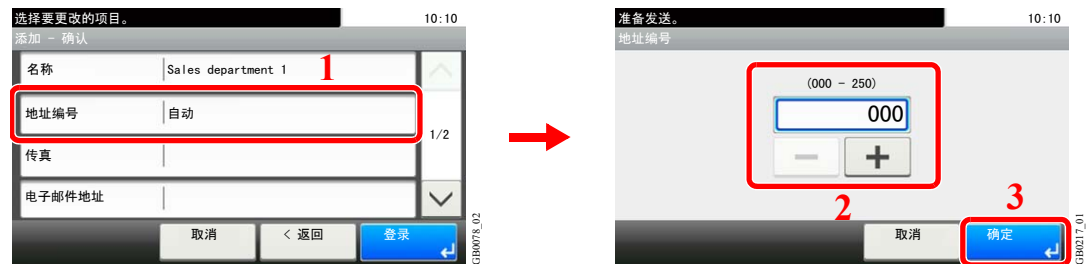 选择要更改的项目。 10:10
添加 - 确认
名称 Sales department 1 1
地址编号 自动
1/2
传真
电子邮件地址
取消 < 返回 登录
GB0078_02
准备发送。 10:10
地址编号
(000 - 250)
000
2
3
取消 确定
GB0217_01